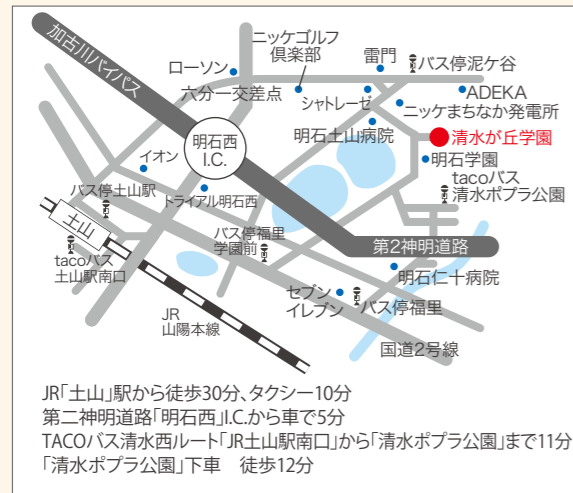 加古川バイパス
ニッケゴルフ
倶楽部
雷門
バス停泥ケ谷
ローソン
六分一交差点
シャトレーゼ
ADEKA
ニッケまちなか発電所
明石西
I.C.
明石土山病院
清水が丘学園
イオン
明石学園
tacoバス
清水ポプラ公園
バス停土山駅
トライアル明石西
土山
バス停福里
学園前
第2神明道路
tacoバス
土山駅南口
明石仁十病院
セブン
イレブン
バス停福里
JR
山陽本線
国道2号線
JR「土山」駅から徒歩30分、タクシー10分
第二神明道路「明石西」I.C.から車で5分
TACOバス清水西ルート「JR土山駅南口」から「清水ポプラ公園」まで11分
「清水ポプラ公園」下車　徒歩12分